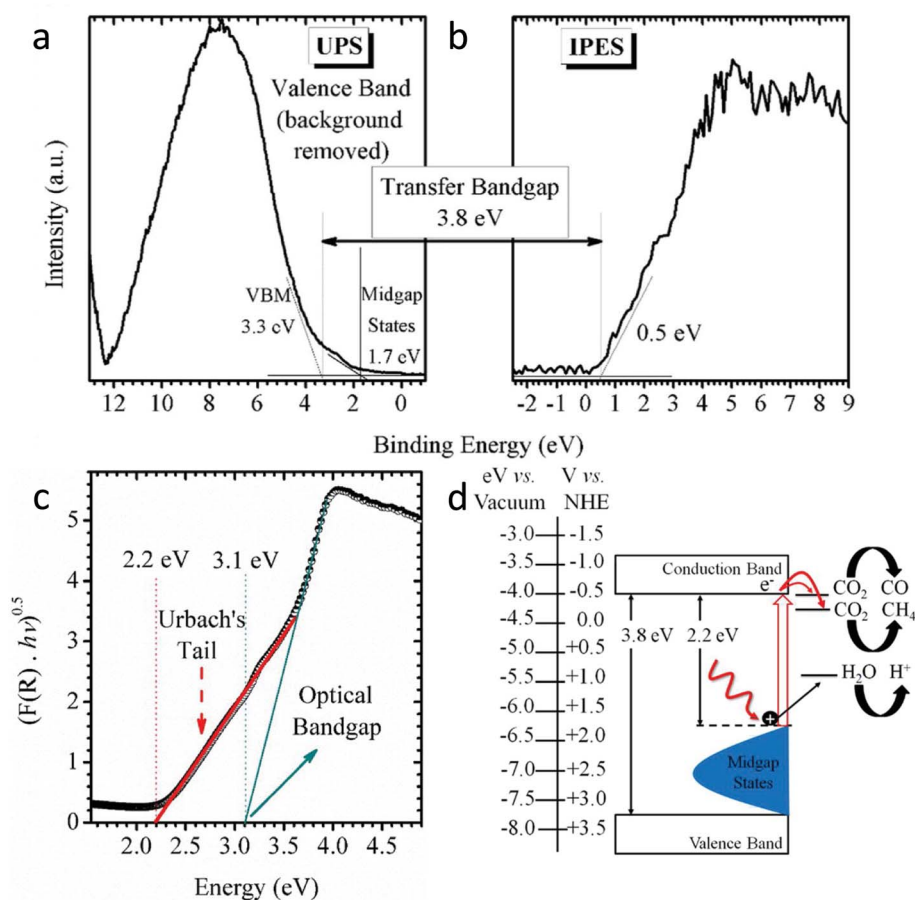 a
UPS
Valence Band
(background
removed)
b
IPES
Transfer Bandgap
3.8 eV
VBM
3.3 eV
Midgap
States
1.7 eV
0.5 eV
Intensity (a.u.)
12 10 8 6 4 2 0
-2 -1 0 1 2 3 4 5 6 7 8 9
Binding Energy (eV)
c
2.2 eV
3.1 eV
Urbach's
Tail
Optical
Bandgap
(F(R) . hν)^0.5
5
4
3
2
1
0
2.0 2.5 3.0 3.5 4.0 4.5
Energy (eV)
d
eV vs.
Vacuum
V vs.
NHE
-3.0 -1.5
-3.5 -1.0
-4.0 -0.5
-4.5 0.0
-5.0 +0.5
-5.5 +1.0
-6.0 +1.5
-6.5 +2.0
-7.0 +2.5
-7.5 +3.0
-8.0 +3.5
Conduction Band
e⁻
CO₂ CO
CO₂ CH₄
3.8 eV
2.2 eV
H₂O H⁺
+
Midgap
States
Valence Band